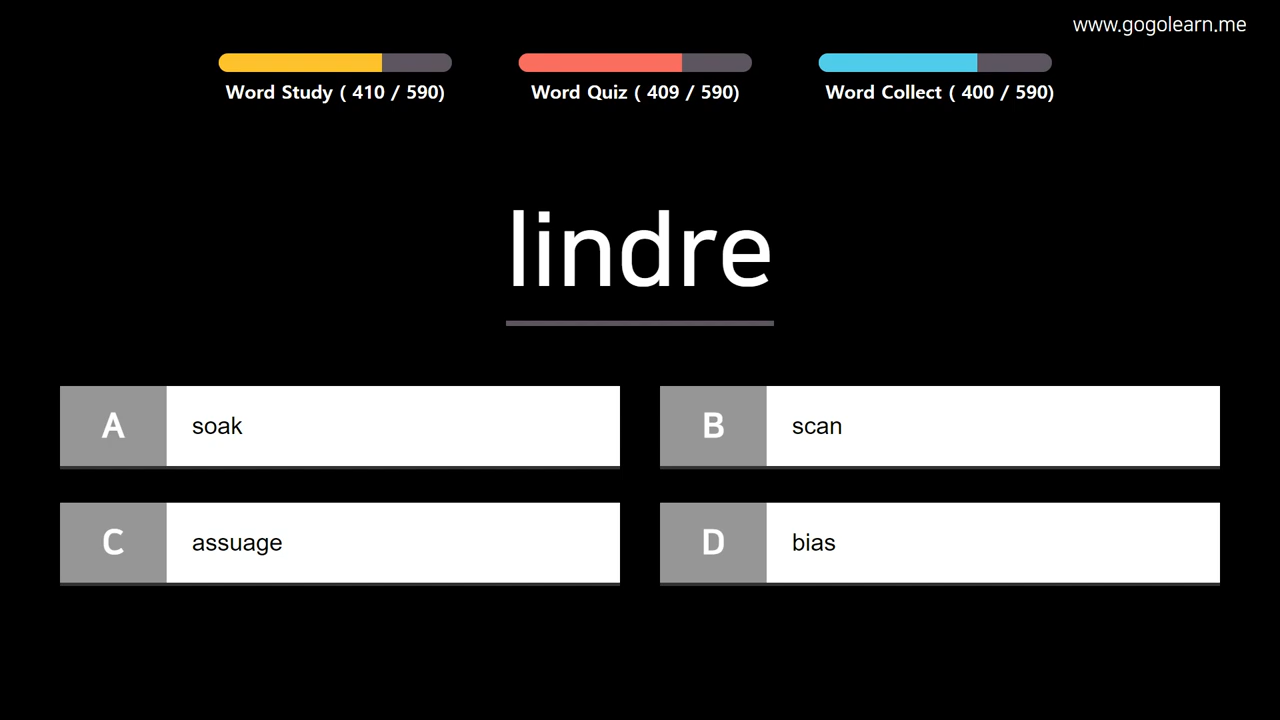 www.gogolearn.me
Word Study ( 410 / 590)
Word Quiz ( 409 / 590)
Word Collect ( 400 / 590)
lindre
A soak
B scan
C assuage
D bias